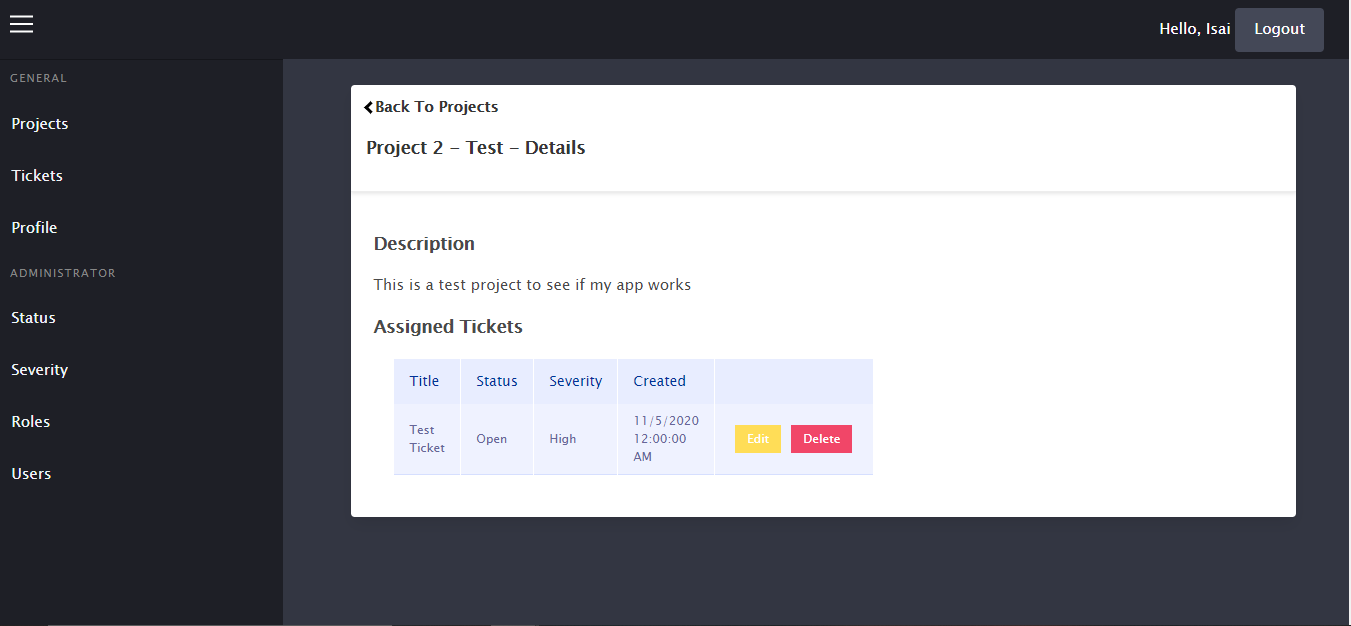 Hello, Isai Logout
GENERAL
Projects
Tickets
Profile
ADMINISTRATOR
Status
Severity
Roles
Users
Back To Projects
Project 2 - Test - Details
Description
This is a test project to see if my app works
Assigned Tickets
Title Status Severity Created
Test
Ticket
Open
High
11/5/2020
12:00:00
AM
Edit Delete